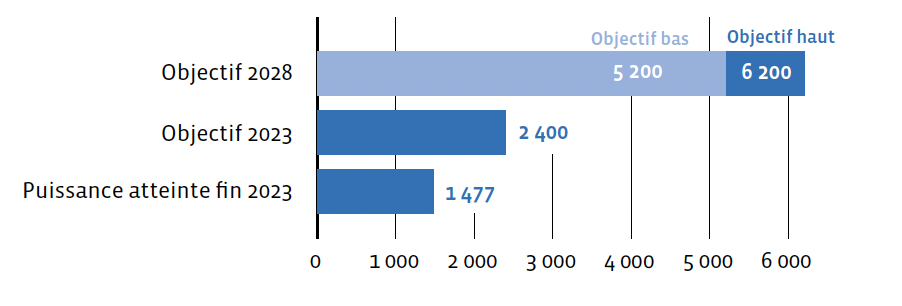 Objectif bas
Objectif haut
Objectif 2028
5 200
6 200
Objectif 2023
2 400
Puissance atteinte fin 2023
1 477
0
1 000
2 000
3 000
4 000
5 000
6 000